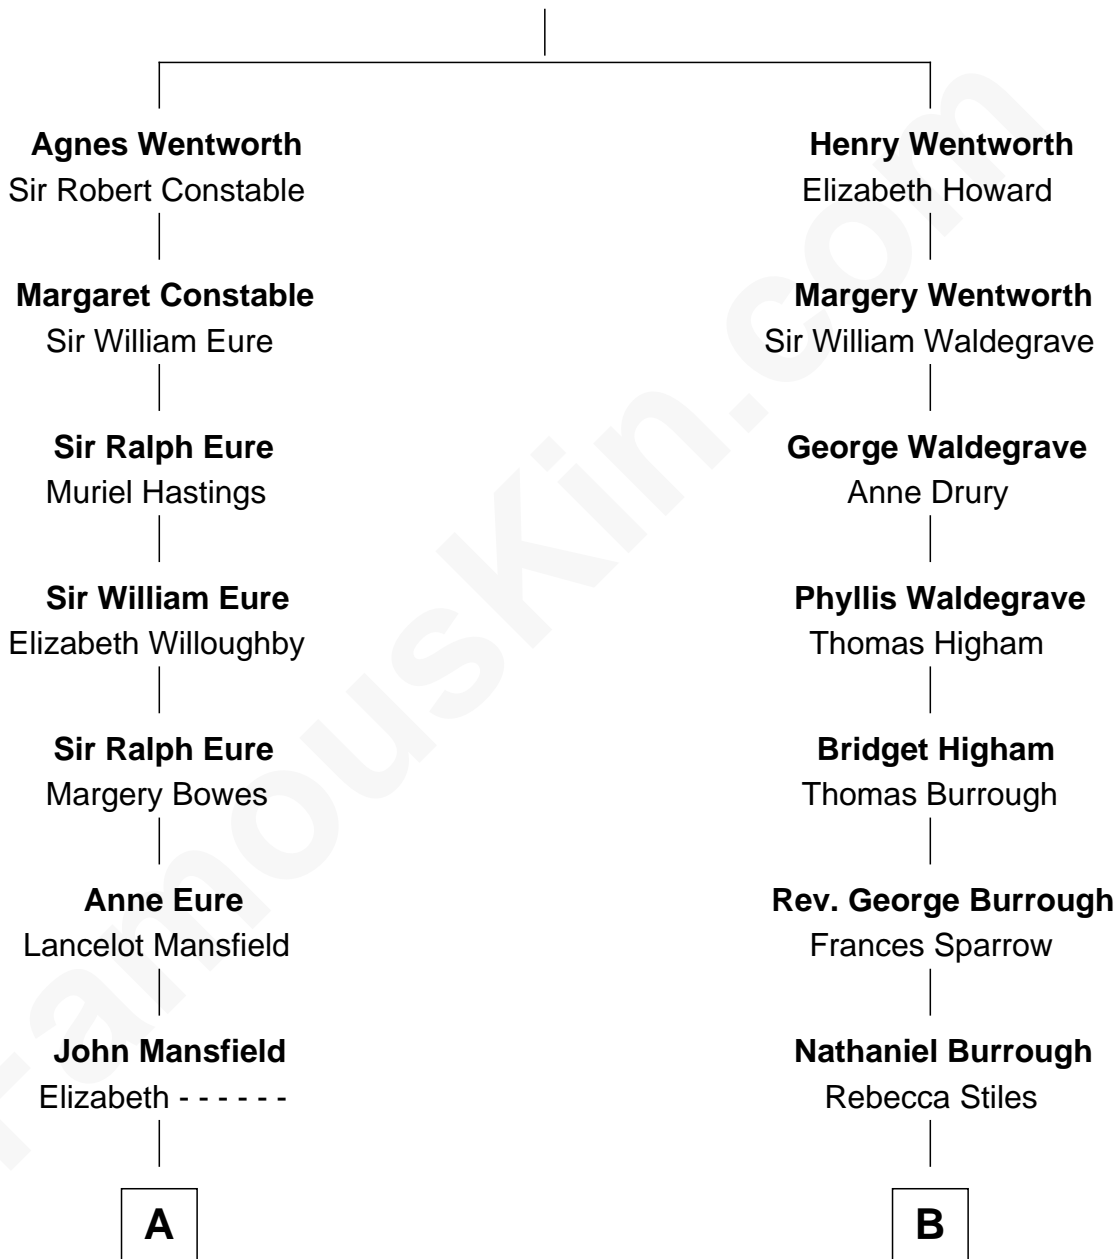 Agnes Wentworth
Sir Robert Constable
Margaret Constable
Sir William Eure
Sir Ralph Eure
Muriel Hastings
Sir William Eure
Elizabeth Willoughby
Sir Ralph Eure
Margery Bowes
Anne Eure
Lancelot Mansfield
John Mansfield
Elizabeth - - - - - -
A
Henry Wentworth
Elizabeth Howard
Margery Wentworth
Sir William Waldegrave
George Waldegrave
Anne Drury
Phyllis Waldegrave
Thomas Higham
Bridget Higham
Thomas Burrough
Rev. George Burrough
Frances Sparrow
Nathaniel Burrough
Rebecca Stiles
B
FamousKin.com